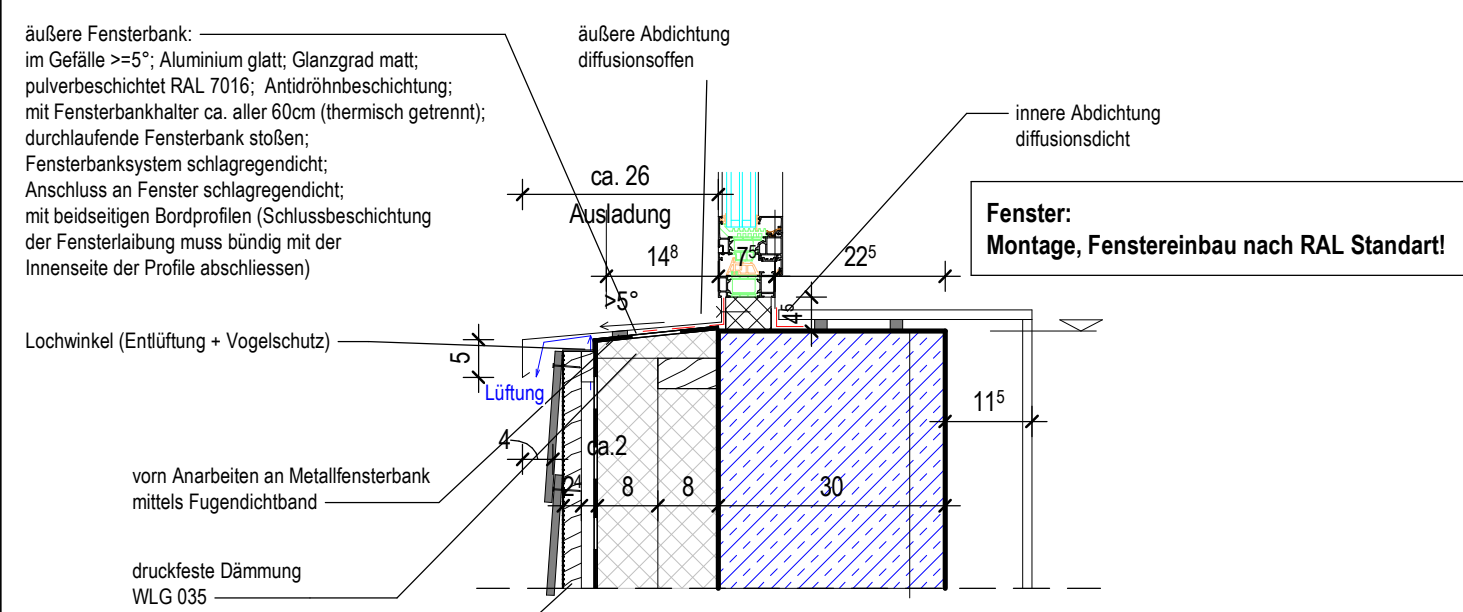 äußere Fensterbank:
im Gefälle >=5°; Aluminium glatt; Glanzgrad matt;
pulverbeschichtet RAL 7016; Antidröhnbeschichtung;
mit Fensterbankhalter ca. aller 60cm (thermisch getrennt);
durchlaufende Fensterbank stoßen;
Fensterbanksystem schlagregendicht;
Anschluss an Fenster schlagregendicht;
mit beidseitigen Bordprofilen (Schlussbeschichtung
der Fensterlaibung muss bündig mit der
Innenseite der Profile abschliessen)
äußere Abdichtung
diffusionsoffen
innere Abdichtung
diffusionsdicht
Fenster:
Montage, Fenstereinbau nach RAL Standart!
ca. 26
Ausladung
14⁸
7⁵
22⁵
>5°
4⁵
Lochwinkel (Entlüftung + Vogelschutz)
5
Lüftung
11⁵
4
ca.2
vorn Anarbeiten an Metallfensterbank
mittels Fugendichtband
2⁴
8
8
30
druckfeste Dämmung
WLG 035